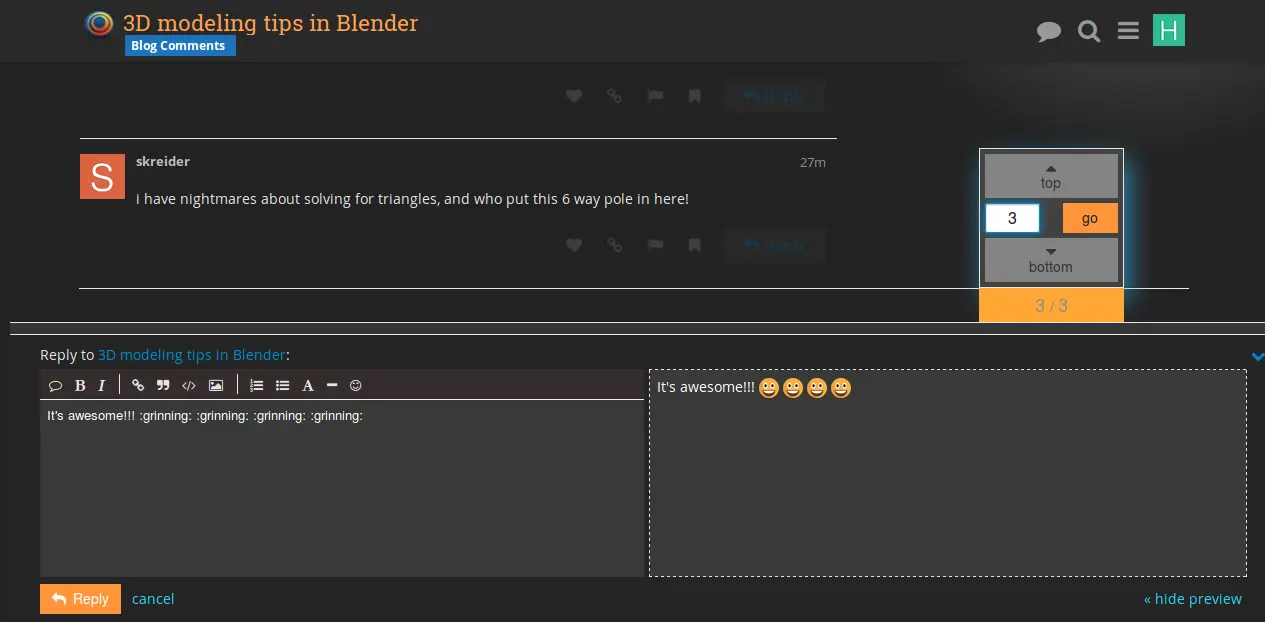 3D modeling tips in Blender
Blog Comments
H
Reply
S
skreider
27m
i have nightmares about solving for triangles, and who put this 6 way pole in here!
Reply
top
3
go
bottom
3 / 3
Reply to 3D modeling tips in Blender:
B I A
It's awesome!!! :grinning: :grinning: :grinning: :grinning:
It's awesome!!! 😀 😀 😀 😀
Reply
cancel
« hide preview